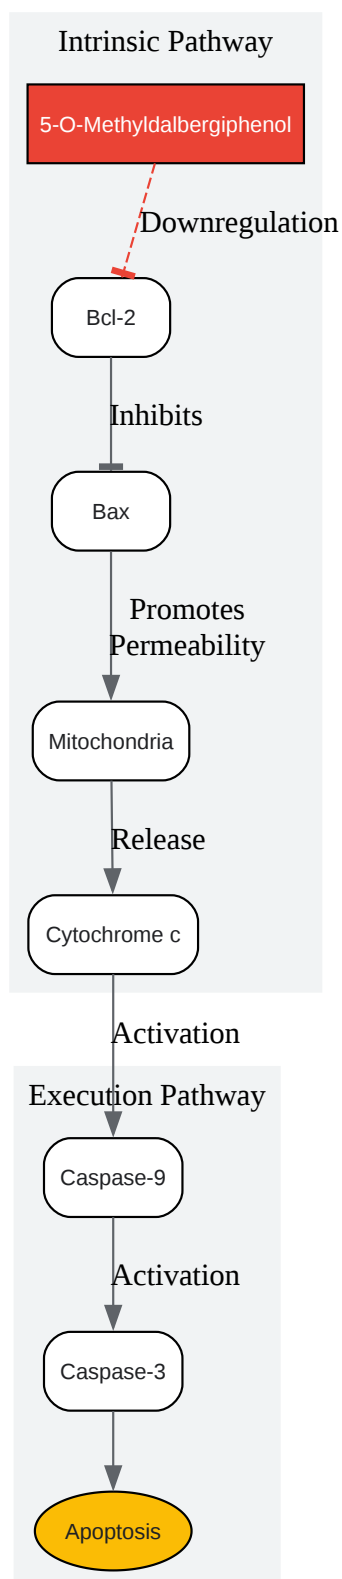 Intrinsic Pathway
5-O-Methyldalbergiphenol
Downregulation
Bcl-2
Inhibits
Bax
Promotes
Permeability
Mitochondria
Release
Cytochrome c
Activation
Execution Pathway
Caspase-9
Activation
Caspase-3
Apoptosis